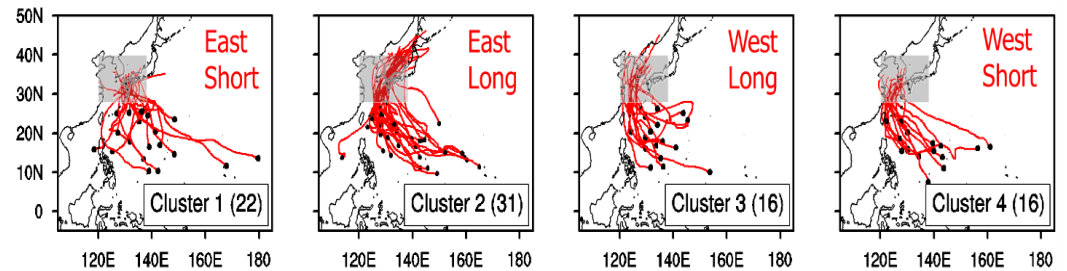 50N
40N
30N
20N
10N
0
East
Short
Cluster 1 (22)
120E 140E 160E 180
East
Long
Cluster 2 (31)
120E 140E 160E 180
West
Long
Cluster 3 (16)
120E 140E 160E 180
West
Short
Cluster 4 (16)
120E 140E 160E 180